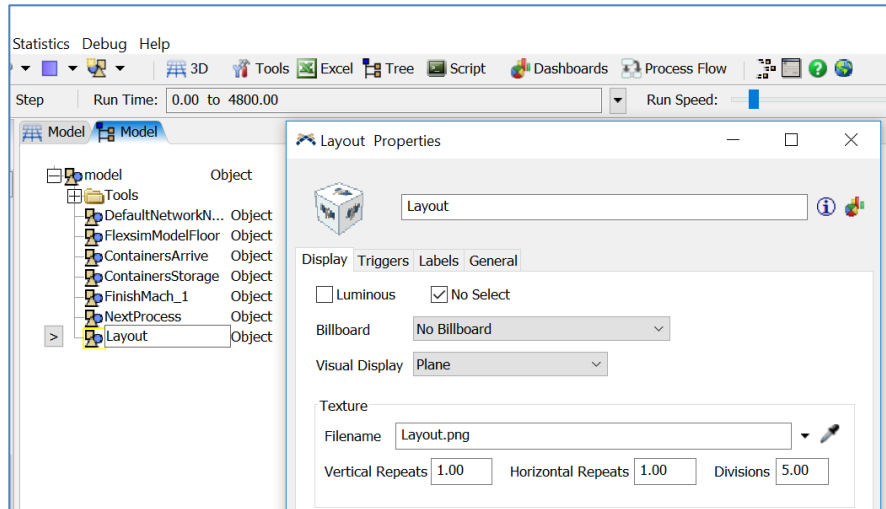 Statistics Debug Help
3D Tools Excel Tree Script Dashboards Process Flow
Step Run Time: 0.00 to 4800.00 Run Speed:
Model Model
model Object
Tools
DefaultNetworkN... Object
FlexsimModelFloor Object
ContainersArrive Object
ContainersStorage Object
FinishMach_1 Object
NextProcess Object
> Layout Object
Layout Properties
Layout
Display Triggers Labels General
Luminous No Select
Billboard No Billboard
Visual Display Plane
Texture
Filename Layout.png
Vertical Repeats 1.00 Horizontal Repeats 1.00 Divisions 5.00